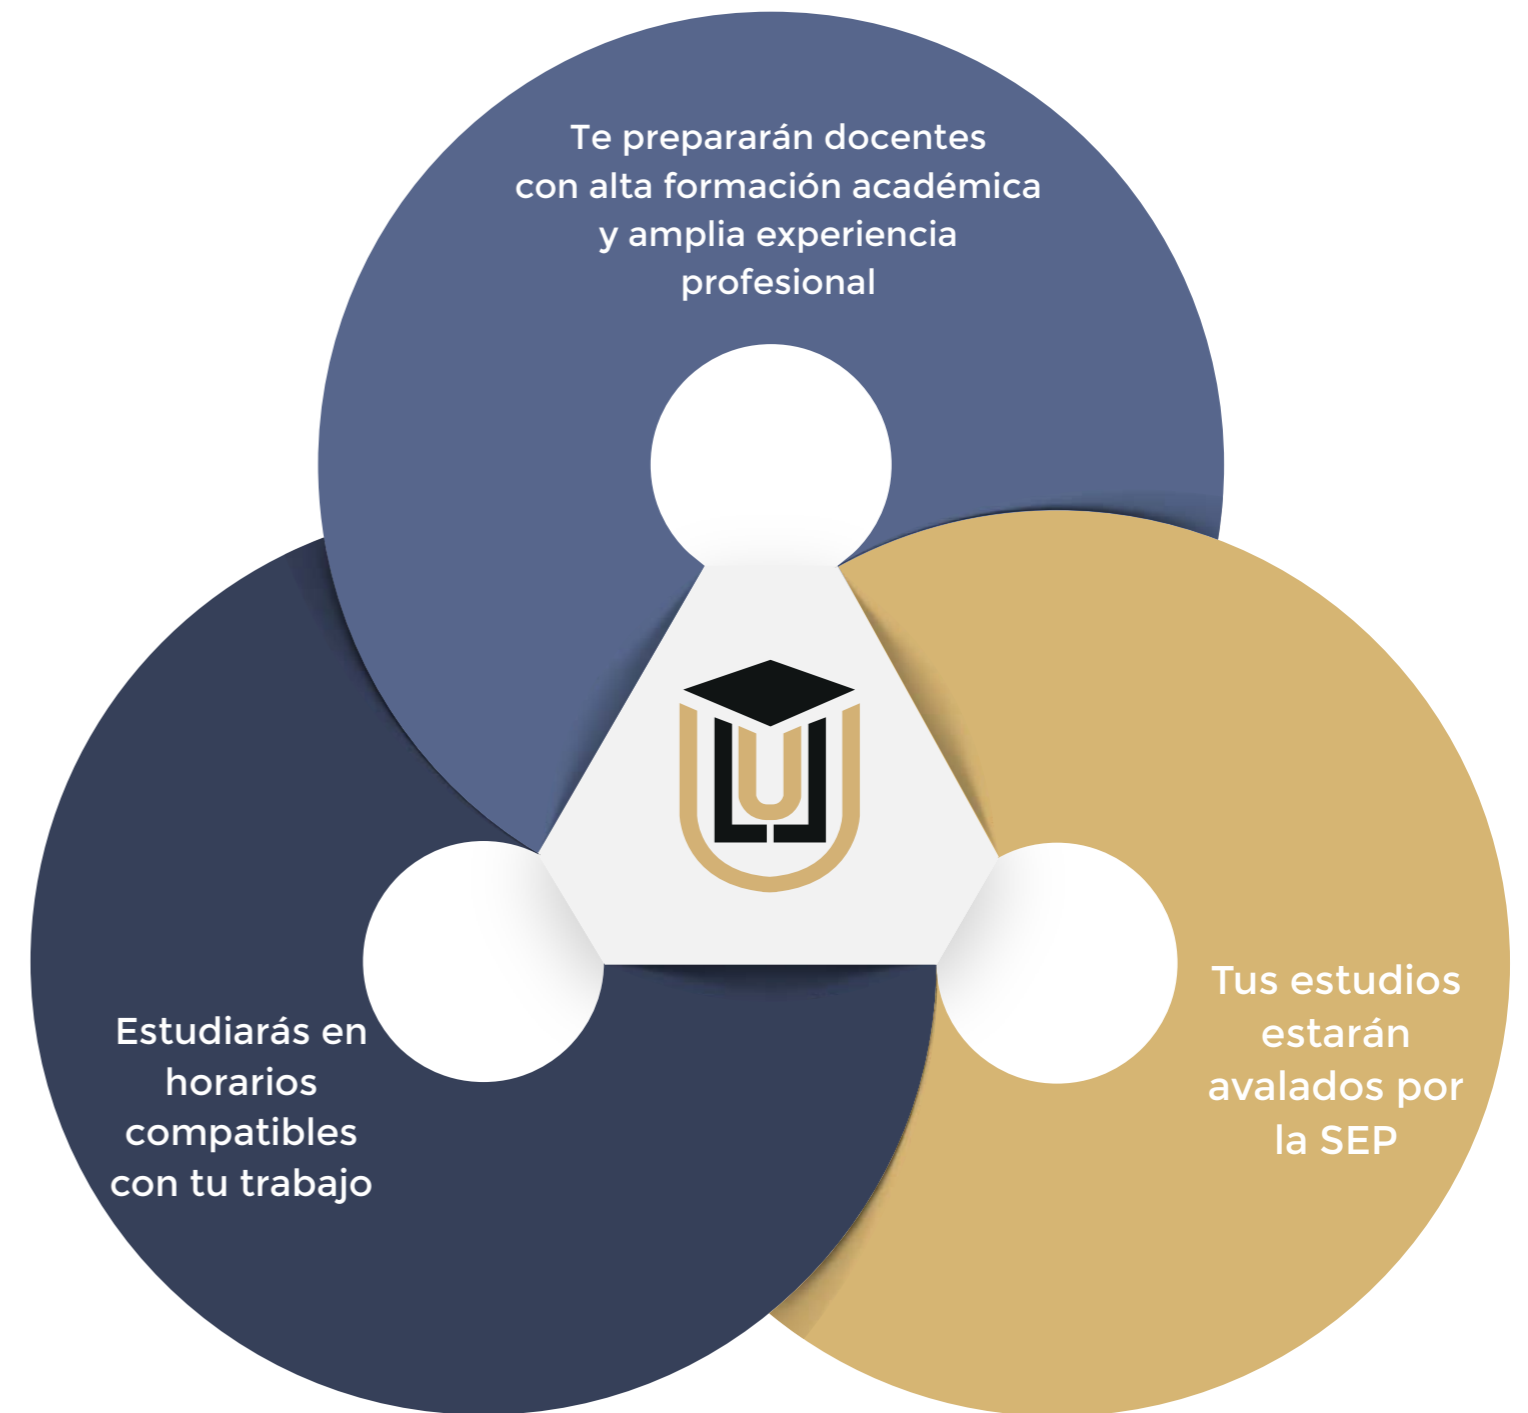 Te prepararán docentes
con alta formación académica
y amplia experiencia
profesional
Estudiarás en
horarios
compatibles
con tu trabajo
Tus estudios
estarán
avalados por
la SEP